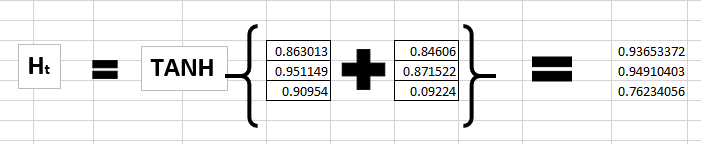 0.863013 0.84606 0.93653372
Ht = TANH { 0.951149 + 0.871522 } = 0.94910403
0.90954 0.09224 0.76234056